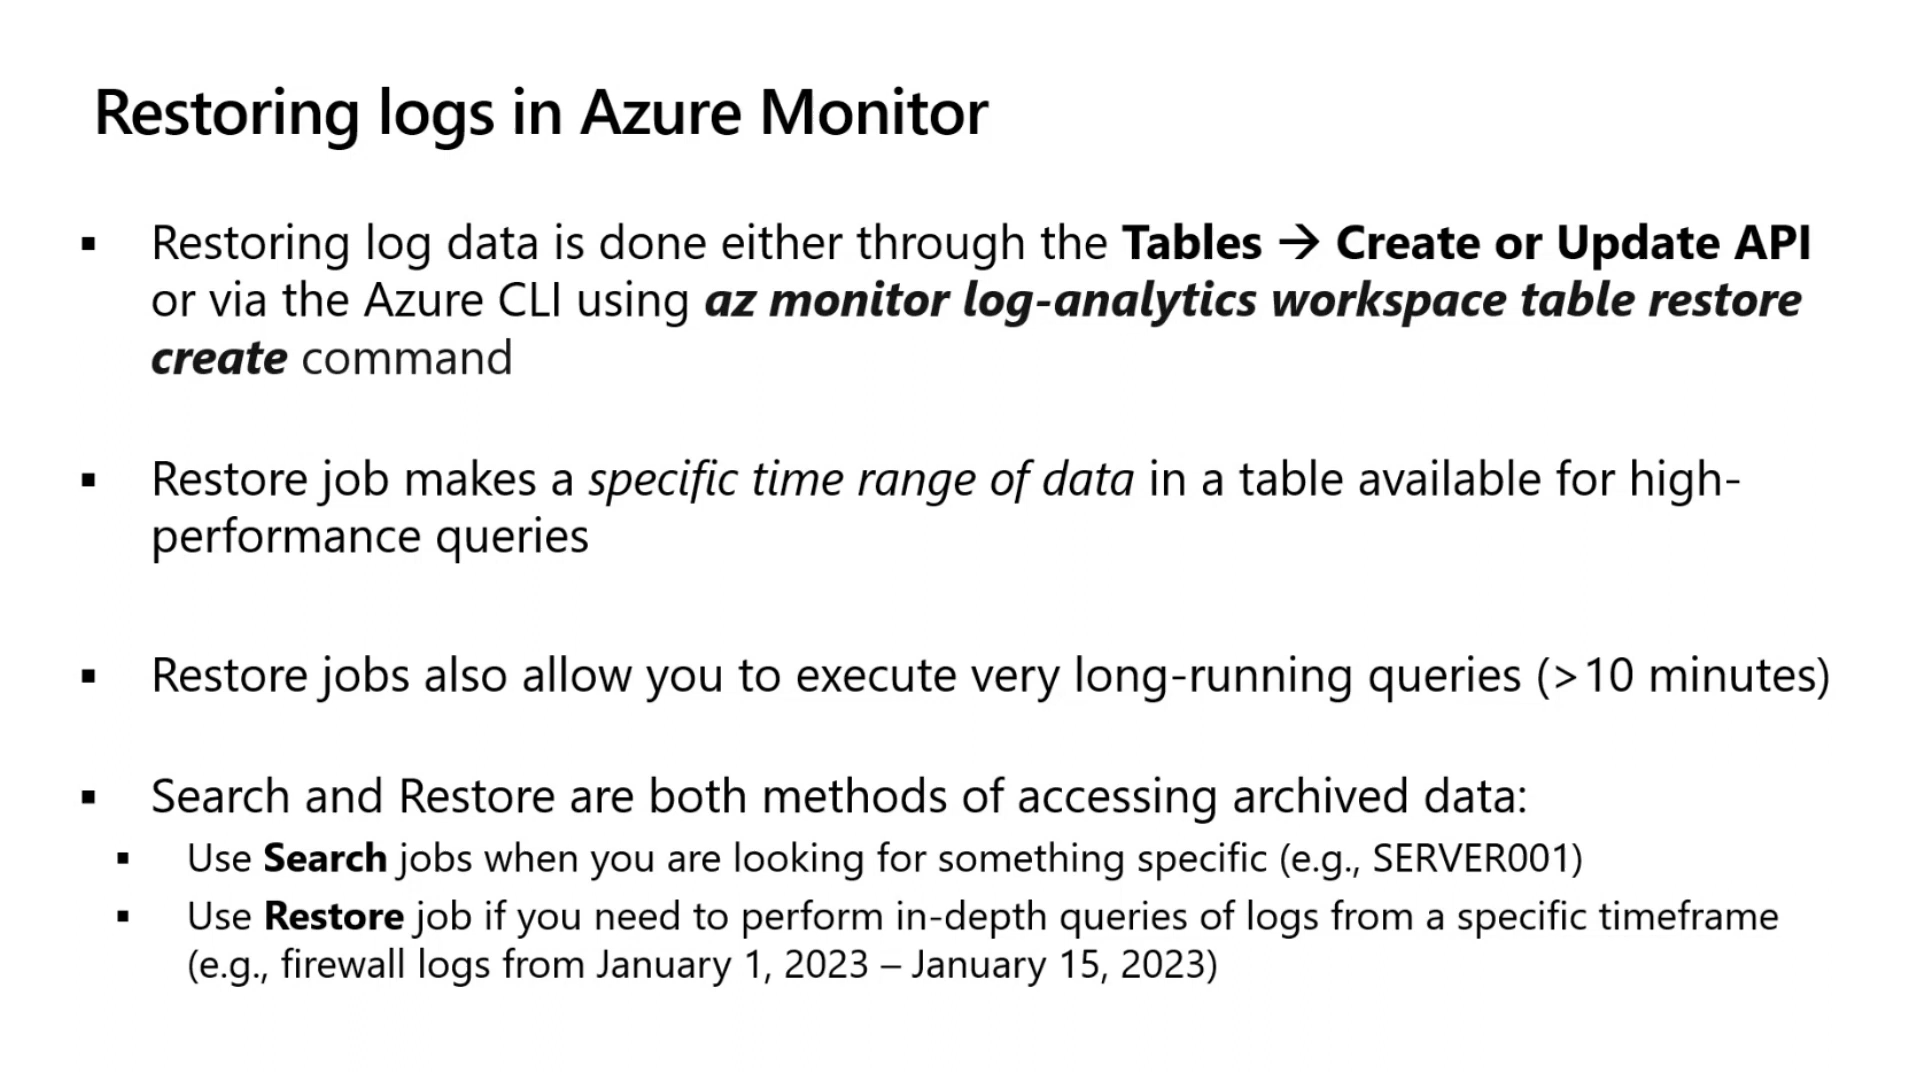 Restoring logs in Azure Monitor
▪ Restoring log data is done either through the Tables → Create or Update API
or via the Azure CLI using az monitor log-analytics workspace table restore
create command
▪ Restore job makes a specific time range of data in a table available for high-
performance queries
▪ Restore jobs also allow you to execute very long-running queries (>10 minutes)
▪ Search and Restore are both methods of accessing archived data:
▪ Use Search jobs when you are looking for something specific (e.g., SERVER001)
▪ Use Restore job if you need to perform in-depth queries of logs from a specific timeframe
(e.g., firewall logs from January 1, 2023 – January 15, 2023)